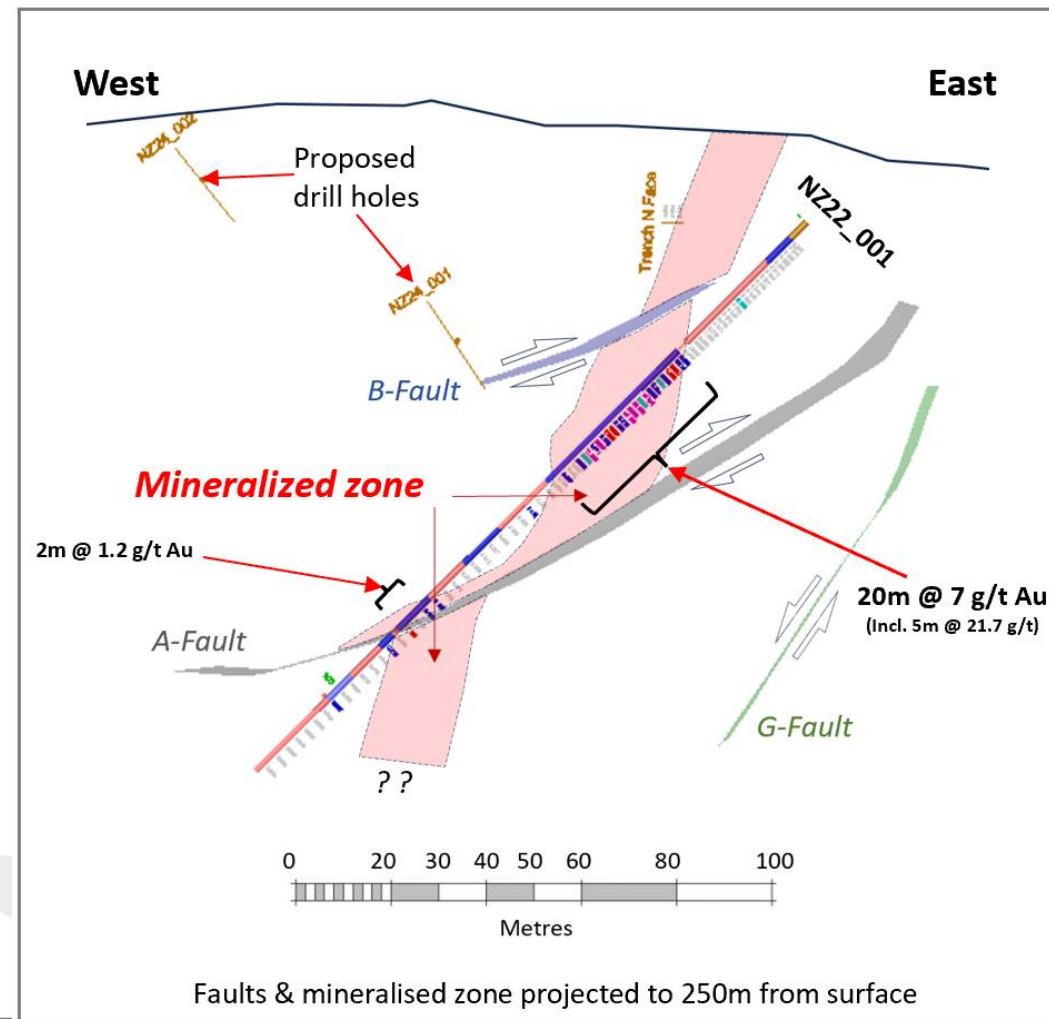 West
East
NZ24_002
Proposed
drill holes
Trench N Face
NZ22_001
NZ24_001
B-Fault
Mineralized zone
2m @ 1.2 g/t Au
20m @ 7 g/t Au
(Incl. 5m @ 21.7 g/t)
A-Fault
G-Fault
? ?
0 20 30 40 50 60 80 100
Metres
Faults & mineralised zone projected to 250m from surface